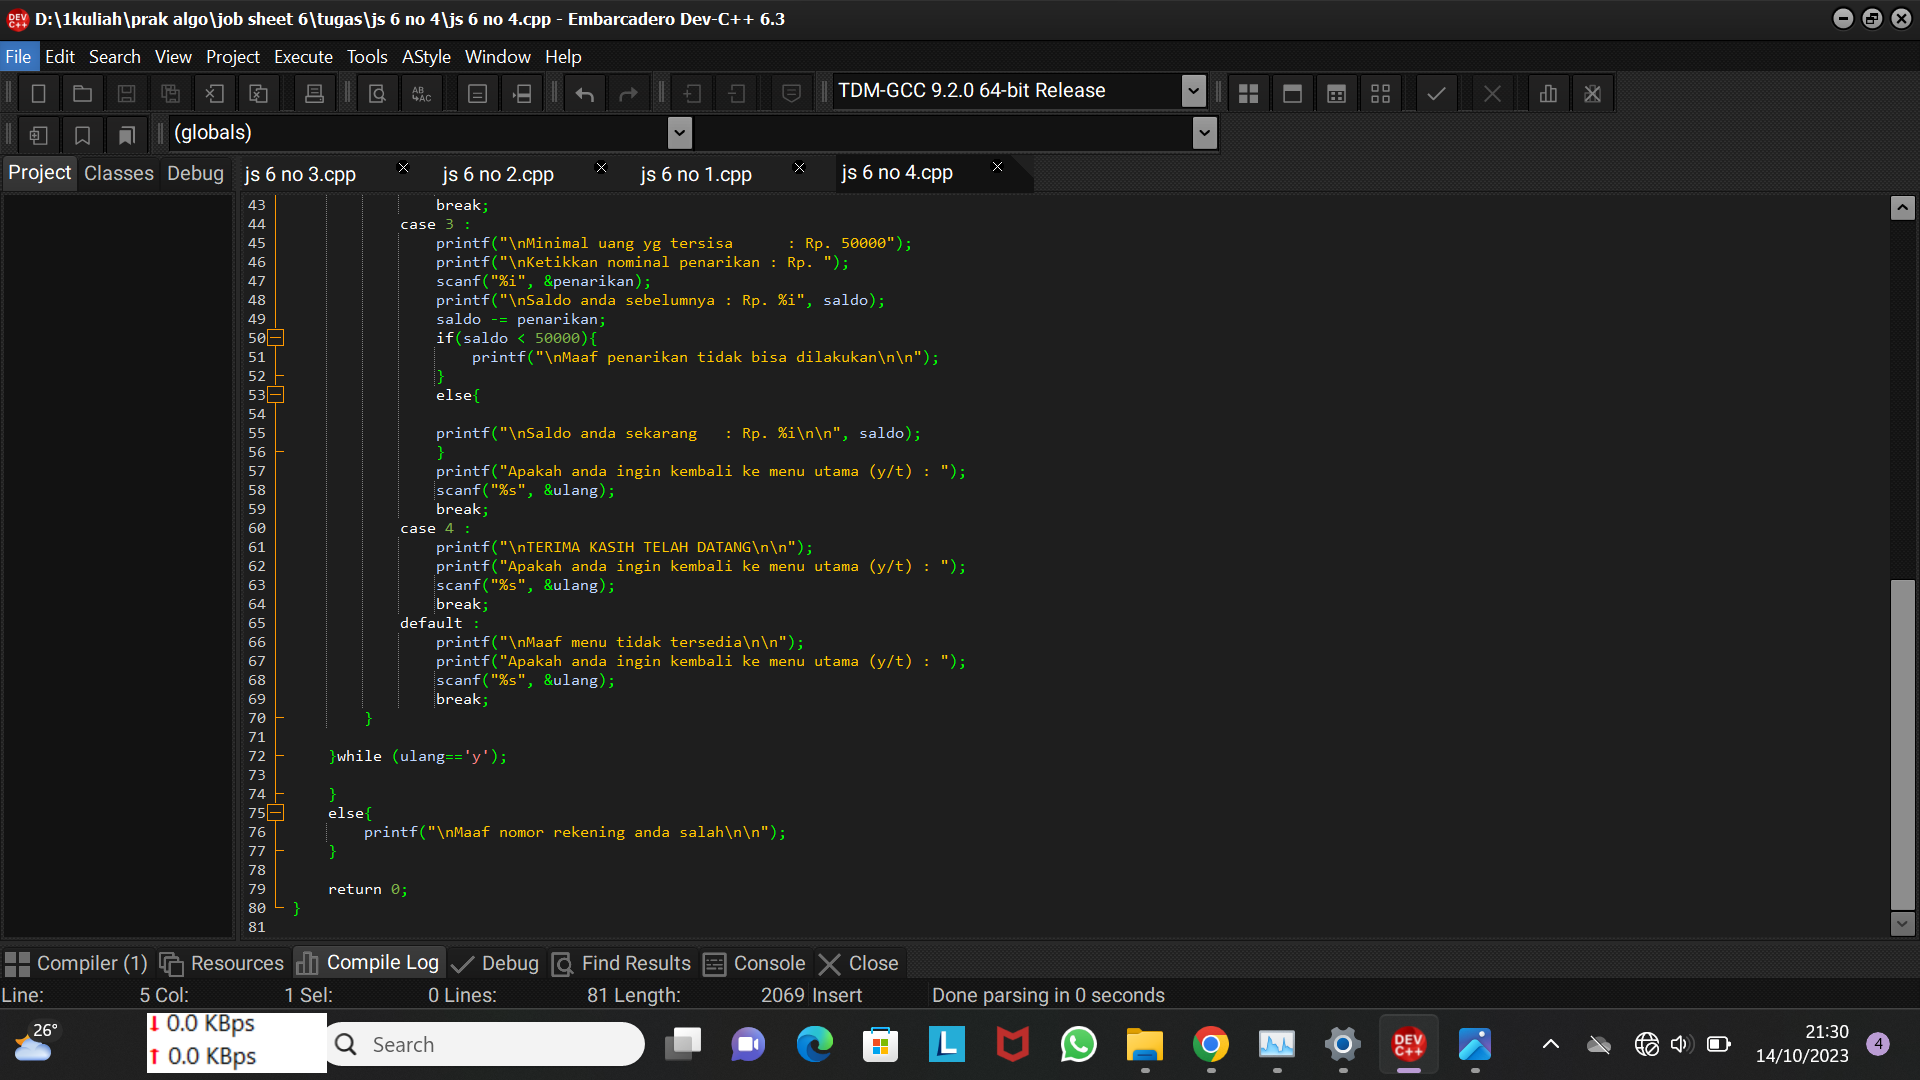 D:\1kuliah\prak algo\job sheet 6\tugas\js 6 no 4\js 6 no 4.cpp - Embarcadero Dev-C++ 6.3
File Edit Search View Project Execute Tools AStyle Window Help
TDM-GCC 9.2.0 64-bit Release
(globals)
Project Classes Debug js 6 no 3.cpp js 6 no 2.cpp js 6 no 1.cpp js 6 no 4.cpp
43 break;
44 case 3 :
45 printf("\nMinimal uang yg tersisa      : Rp. 50000");
46 printf("\nKetikkan nominal penarikan : Rp. ");
47 scanf("%i", &penarikan);
48 printf("\nSaldo anda sebelumnya : Rp. %i", saldo);
49 saldo -= penarikan;
50 if(saldo < 50000){
51 printf("\nMaaf penarikan tidak bisa dilakukan\n\n");
52 }
53 else{
54
55 printf("\nSaldo anda sekarang   : Rp. %i\n\n", saldo);
56 }
57 printf("Apakah anda ingin kembali ke menu utama (y/t) : ");
58 scanf("%s", &ulang);
59 break;
60 case 4 :
61 printf("\nTERIMA KASIH TELAH DATANG\n\n");
62 printf("Apakah anda ingin kembali ke menu utama (y/t) : ");
63 scanf("%s", &ulang);
64 break;
65 default :
66 printf("\nMaaf menu tidak tersedia\n\n");
67 printf("Apakah anda ingin kembali ke menu utama (y/t) : ");
68 scanf("%s", &ulang);
69 break;
70 }
71
72 }while (ulang=='y');
73
74 }
75 else{
76 printf("\nMaaf nomor rekening anda salah\n\n");
77 }
78
79 return 0;
80 }
81
Compiler (1) Resources Compile Log Debug Find Results Console Close
Line: 5 Col: 1 Sel: 0 Lines: 81 Length: 2069 Insert Done parsing in 0 seconds
26° 0.0 KBps
0.0 KBps
Search
DEV C++
21:30
14/10/2023
4